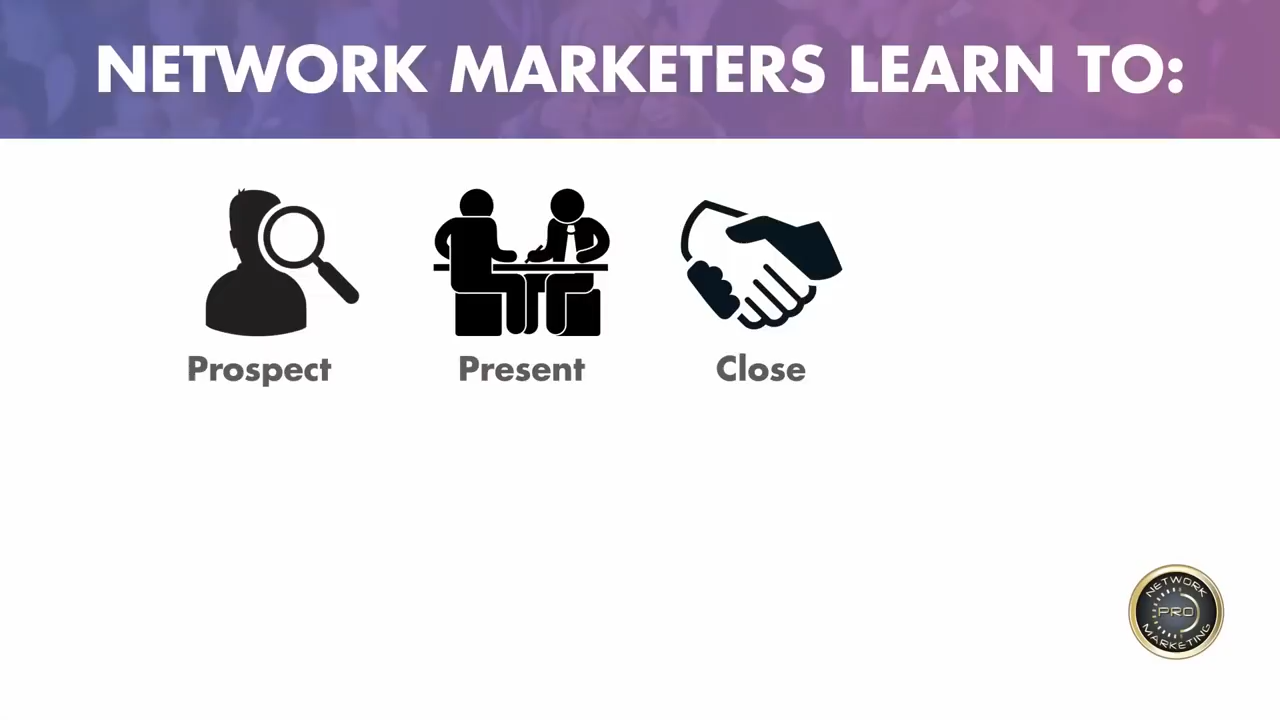 NETWORK MARKETERS LEARN TO:
Prospect
Present
Close
NETWORK
PRO
MARKETING